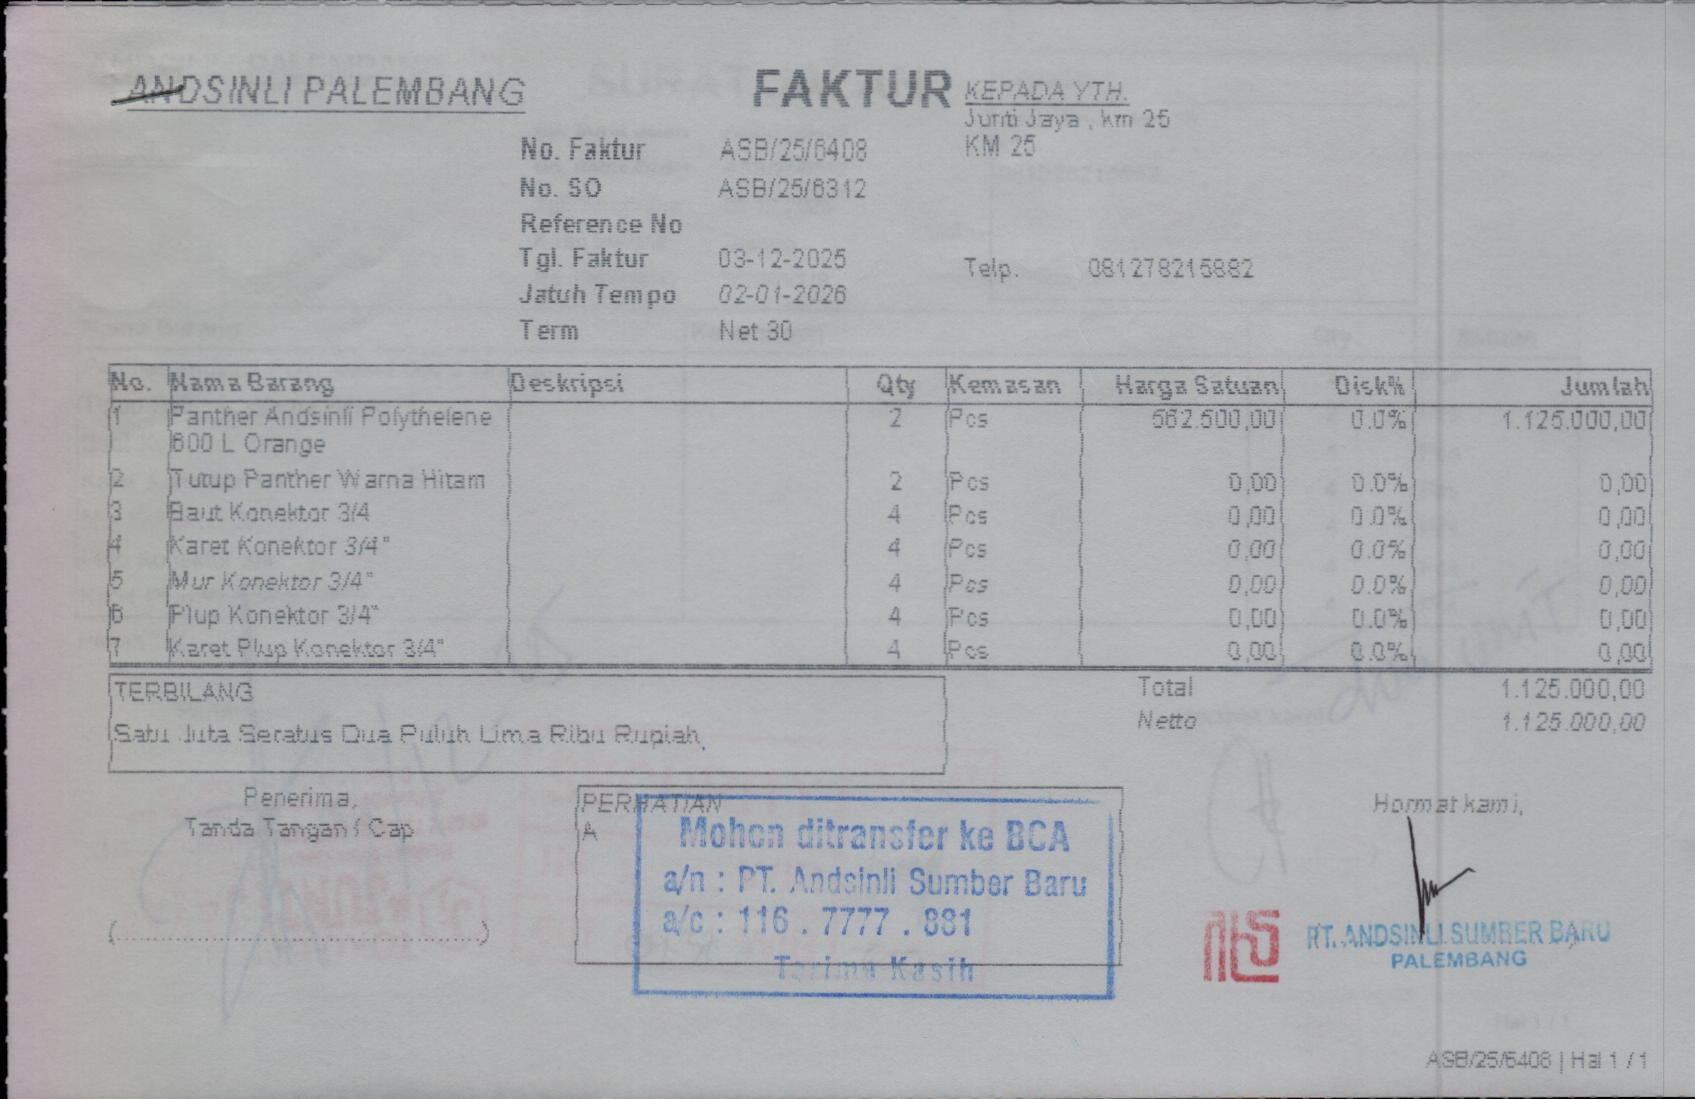 ANDSINLI PALEMBANG
FAKTUR
KEPADA YTH.
Junti Jaya , km 25
KM 25
No. Faktur ASB/25/6408
No. SO ASB/25/6312
Reference No
Tgl. Faktur 03-12-2025
Telp. 081278215882
Jatuh Tempo 02-01-2026
Term Net 30
No. Nama Barang Deskripsi Qty Kemasan Harga Satuan Disk% Jumlah
1 Panther Andsinli Polythelene 2 Pcs 562.500,00 0.0% 1.125.000,00
600 L Orange
2 Tutup Panther Warna Hitam 2 Pcs 0,00 0.0% 0,00
3 Baut Konektor 3/4 4 Pcs 0,00 0.0% 0,00
4 Karet Konektor 3/4" 4 Pcs 0,00 0.0% 0,00
5 Mur Konektor 3/4" 4 Pcs 0,00 0.0% 0,00
6 Plup Konektor 3/4" 4 Pcs 0,00 0.0% 0,00
7 Karet Plup Konektor 3/4" 4 Pcs 0,00 0.0% 0,00
TERBILANG
Satu Juta Seratus Dua Puluh Lima Ribu Rupiah
Total 1.125.000,00
Netto 1.125.000,00
Penerima,
Tanda Tangan / Cap
(............................................)
PERHATIAN
A
Mohon ditransfer ke BCA
a/n : PT. Andsinli Sumber Baru
a/c : 116 . 7777 . 881
Terima Kasih
Hormat kami,
PT. ANDSINLI SUMBER BARU
PALEMBANG
ASB/25/6408 | Hal 1 / 1